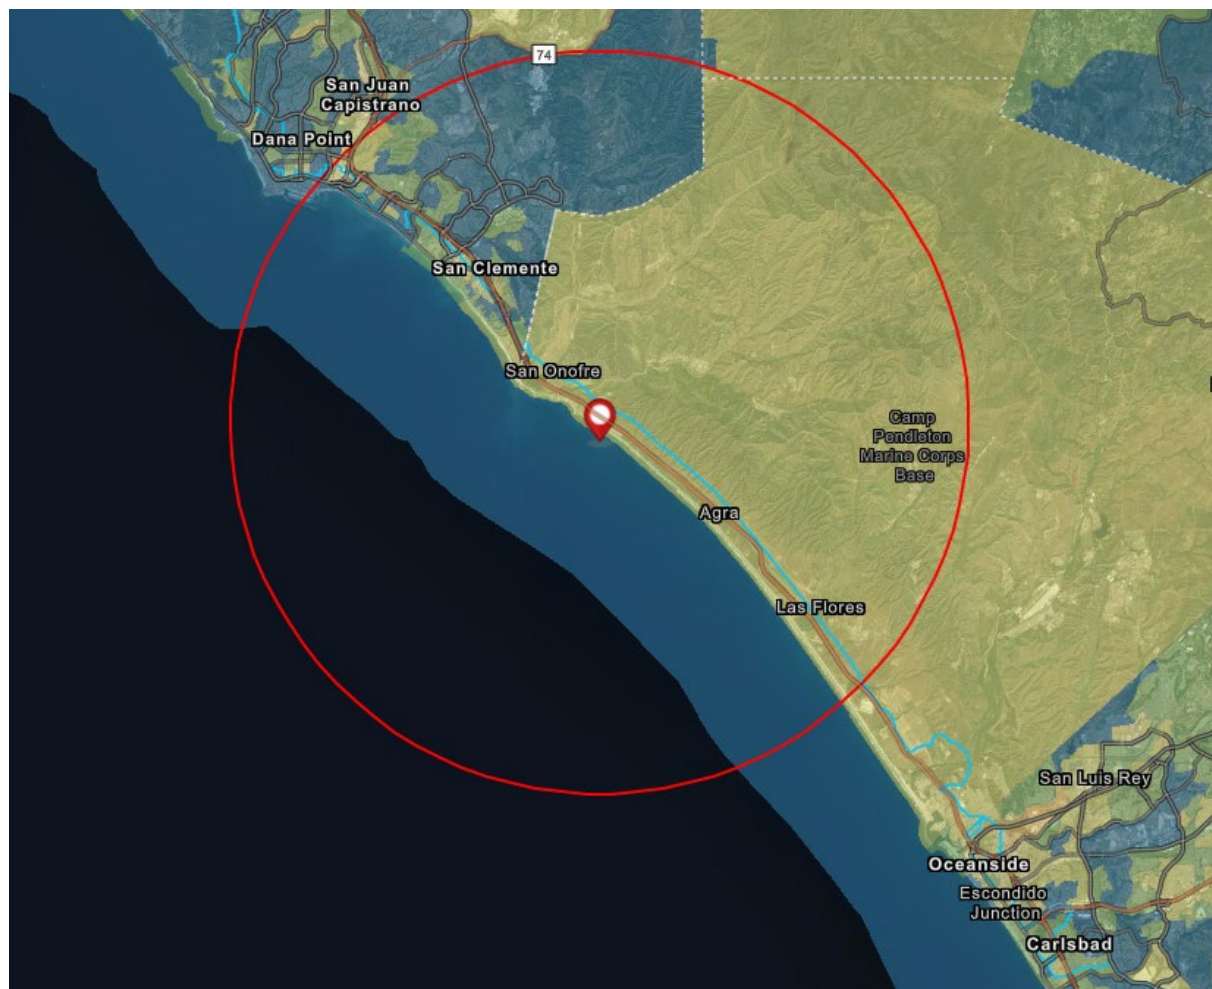 74
San Juan
Capistrano
Dana Point
San Clemente
San Onofre
Camp
Pendleton
Marine Corps
Base
Agra
Las Flores
San Luis Rey
Oceanside
Escondido
Junction
Carlsbad